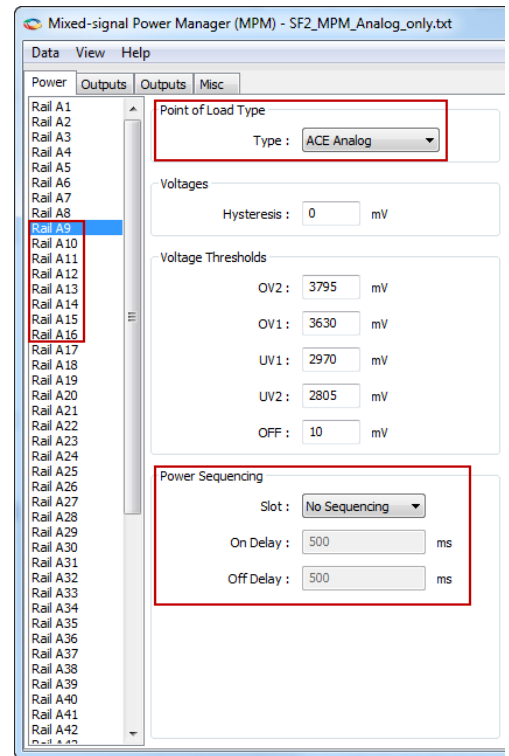 Mixed-signal Power Manager (MPM) - SF2_MPM_Analog_only.txt
Data View Help
Power Outputs Outputs Misc
Rail A1
Rail A2
Rail A3
Rail A4
Rail A5
Rail A6
Rail A7
Rail A8
Rail A9
Rail A10
Rail A11
Rail A12
Rail A13
Rail A14
Rail A15
Rail A16
Rail A17
Rail A18
Rail A19
Rail A20
Rail A21
Rail A22
Rail A23
Rail A24
Rail A25
Rail A26
Rail A27
Rail A28
Rail A29
Rail A30
Rail A31
Rail A32
Rail A33
Rail A34
Rail A35
Rail A36
Rail A37
Rail A38
Rail A39
Rail A40
Rail A41
Rail A42
Point of Load Type
Type : ACE Analog
Voltages
Hysteresis : 0 mV
Voltage Thresholds
OV2 : 3795 mV
OV1 : 3630 mV
UV1 : 2970 mV
UV2 : 2805 mV
OFF : 10 mV
Power Sequencing
Slot : No Sequencing
On Delay : 500 ms
Off Delay : 500 ms